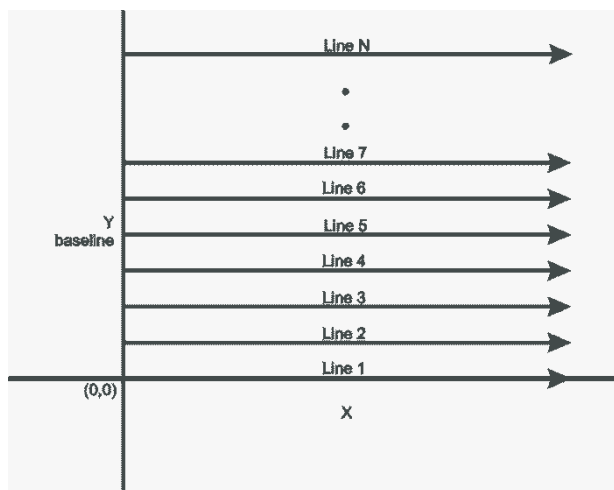 Line N
Line 7
Line 6
Y
baseline
Line 5
Line 4
Line 3
Line 2
Line 1
(0,0)
X